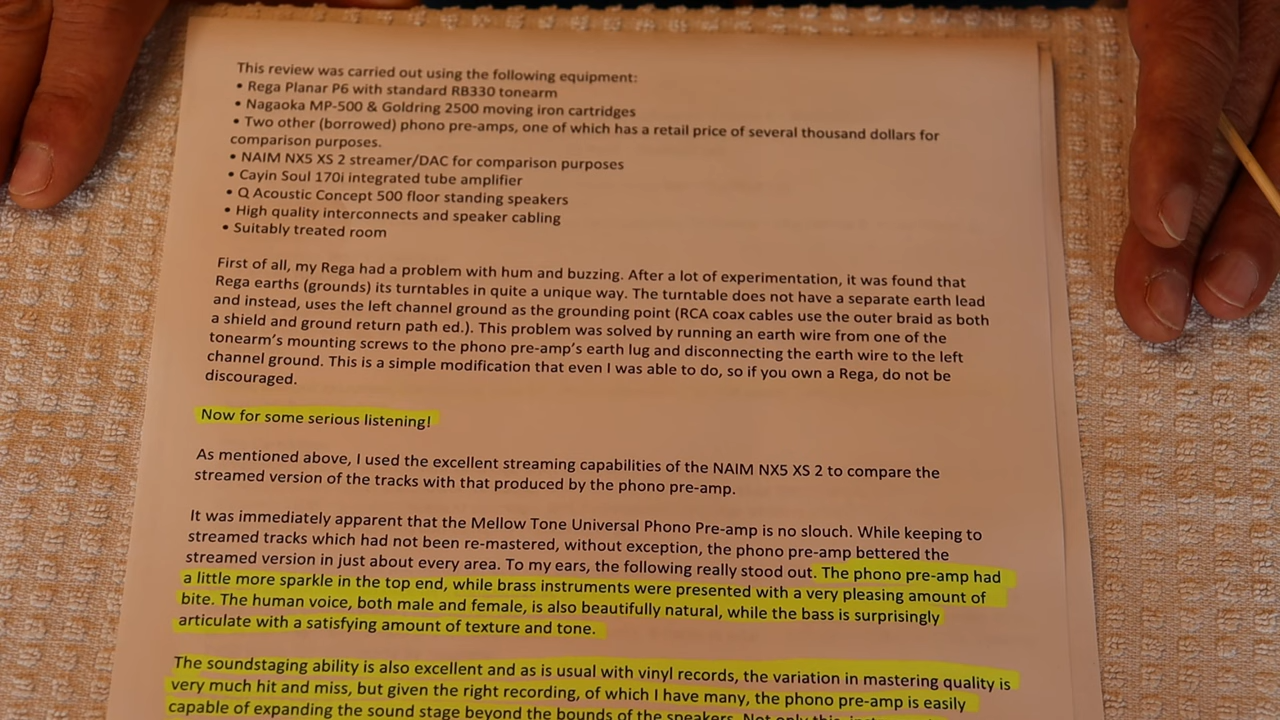 This review was carried out using the following equipment:
• Rega Planar P6 with standard RB330 tonearm
• Nagaoka MP-500 & Goldring 2500 moving iron cartridges
• Two other (borrowed) phono pre-amps, one of which has a retail price of several thousand dollars for
comparison purposes.
• NAIM NX5 XS 2 streamer/DAC for comparison purposes
• Cayin Soul 170i integrated tube amplifier
• Q Acoustic Concept 500 floor standing speakers
• High quality interconnects and speaker cabling
• Suitably treated room
First of all, my Rega had a problem with hum and buzzing. After a lot of experimentation, it was found that
Rega earths (grounds) its turntables in quite a unique way. The turntable does not have a separate earth lead
and instead, uses the left channel ground as the grounding point (RCA coax cables use the outer braid as both
a shield and ground return path ed.). This problem was solved by running an earth wire from one of the
tonearm's mounting screws to the phono pre-amp's earth lug and disconnecting the earth wire to the left
channel ground. This is a simple modification that even I was able to do, so if you own a Rega, do not be
discouraged.
Now for some serious listening!
As mentioned above, I used the excellent streaming capabilities of the NAIM NX5 XS 2 to compare the
streamed version of the tracks with that produced by the phono pre-amp.
It was immediately apparent that the Mellow Tone Universal Phono Pre-amp is no slouch. While keeping to
streamed tracks which had not been re-mastered, without exception, the phono pre-amp bettered the
streamed version in just about every area. To my ears, the following really stood out. The phono pre-amp had
a little more sparkle in the top end, while brass instruments were presented with a very pleasing amount of
bite. The human voice, both male and female, is also beautifully natural, while the bass is surprisingly
articulate with a satisfying amount of texture and tone.
The soundstaging ability is also excellent and as is usual with vinyl records, the variation in mastering quality is
very much hit and miss, but given the right recording, of which I have many, the phono pre-amp is easily
capable of expanding the sound stage beyond the bounds of the speakers. Not only this,